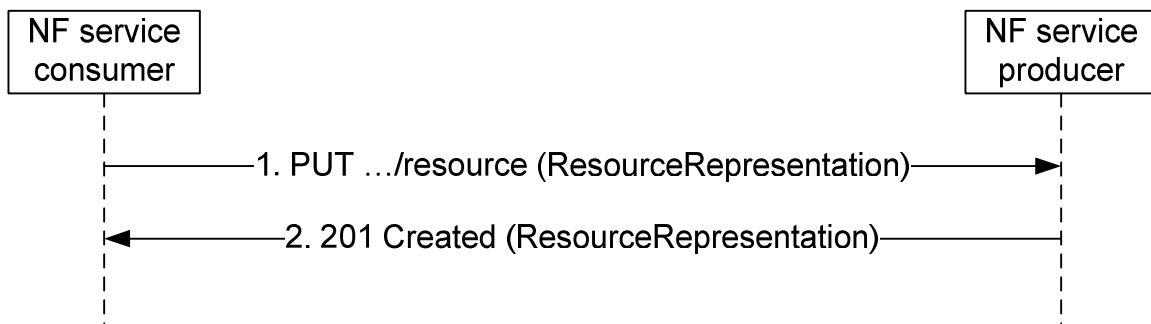 NF service
consumer
NF service
producer
1. PUT …/resource (ResourceRepresentation)
2. 201 Created (ResourceRepresentation)